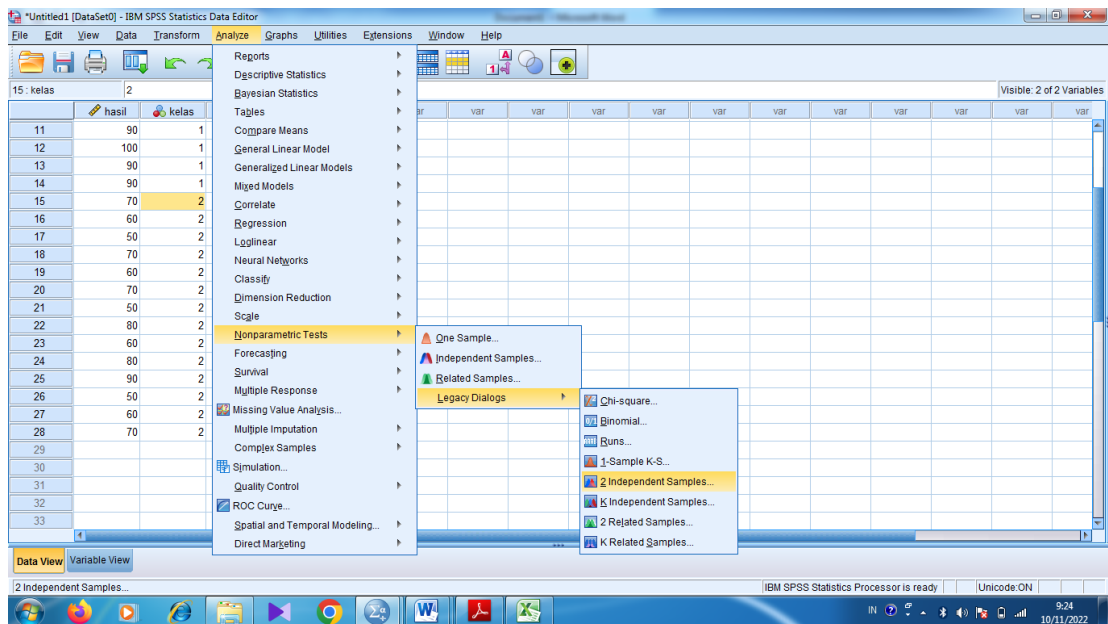 *Untitled1 [DataSet0] - IBM SPSS Statistics Data Editor
File Edit View Data Transform Analyze Graphs Utilities Extensions Window Help
15 : kelas 2 Visible: 2 of 2 Variables
hasil kelas var var var var var var var var var var var
11 90 1
12 100 1
13 90 1
14 90 1
15 70 2
16 60 2
17 50 2
18 70 2
19 60 2
20 70 2
21 50 2
22 80 2
23 60 2
24 80 2
25 90 2
26 50 2
27 60 2
28 70 2
29
30
31
32
33
Reports
Descriptive Statistics
Bayesian Statistics
Tables
Compare Means
General Linear Model
Generalized Linear Models
Mixed Models
Correlate
Regression
Loglinear
Neural Networks
Classify
Dimension Reduction
Scale
Nonparametric Tests
Forecasting
Survival
Multiple Response
Missing Value Analysis...
Multiple Imputation
Complex Samples
Simulation...
Quality Control
ROC Curve...
Spatial and Temporal Modeling...
Direct Marketing
One Sample...
Independent Samples...
Related Samples...
Legacy Dialogs
Chi-square...
Binomial...
Runs...
1-Sample K-S...
2 Independent Samples...
K Independent Samples...
2 Related Samples...
K Related Samples...
Data View Variable View
2 Independent Samples... IBM SPSS Statistics Processor is ready Unicode:ON
IN 9:24
10/11/2022